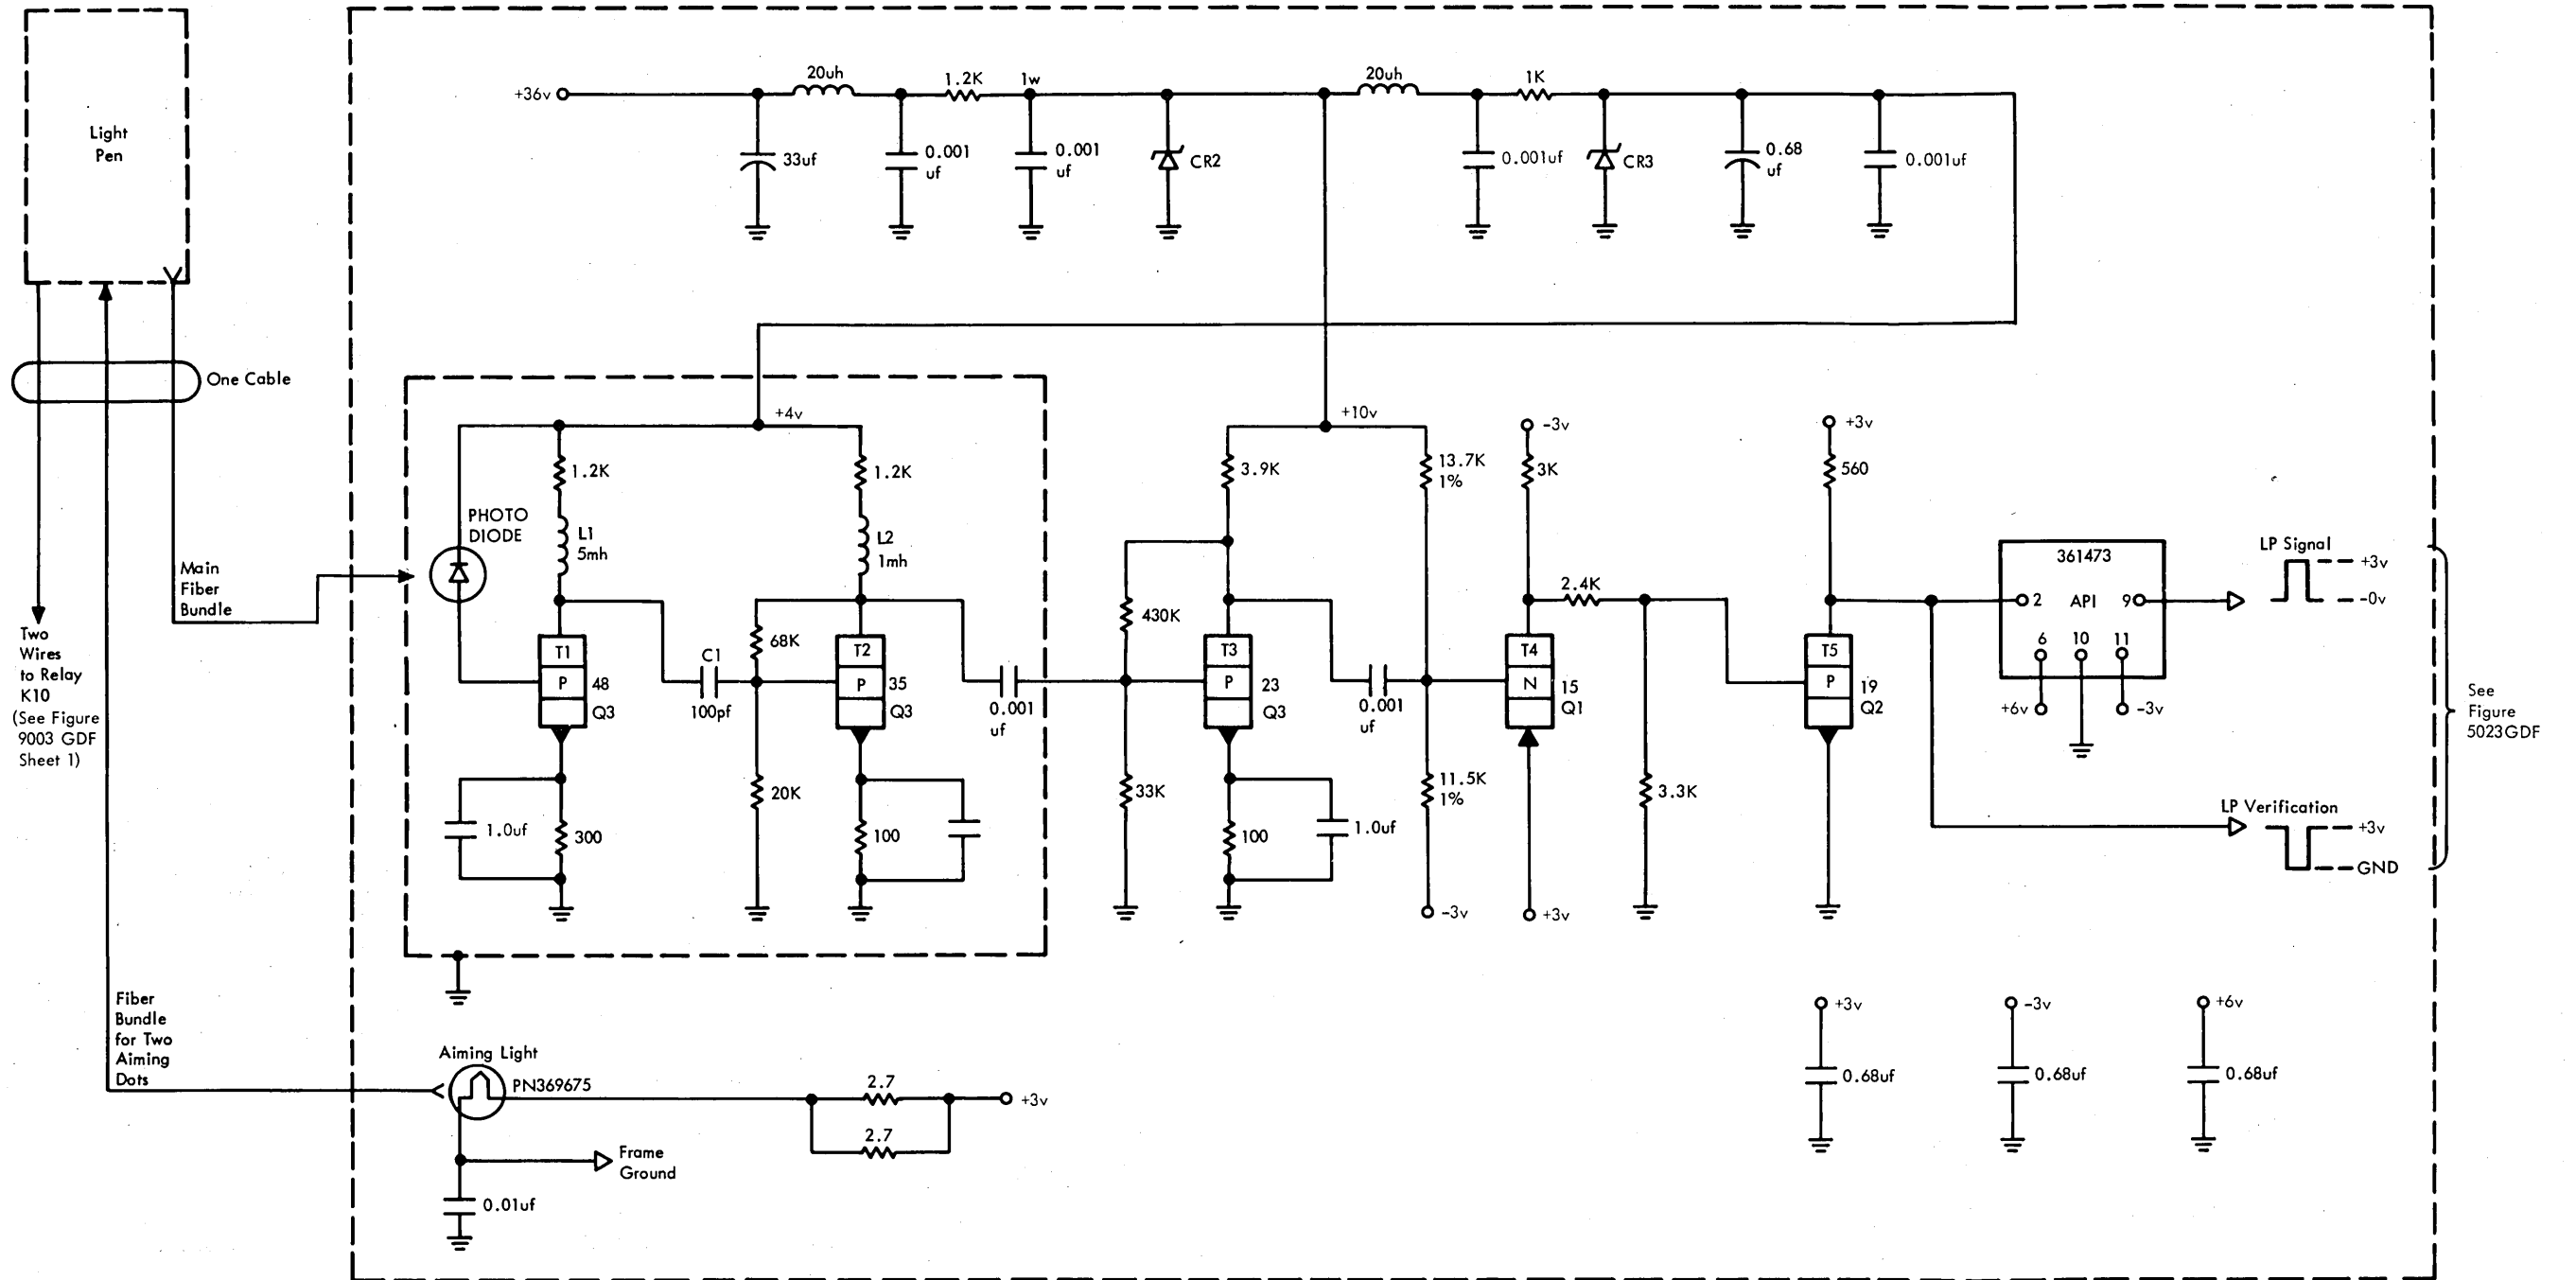 Light
Pen
One Cable
Main
Fiber
Bundle
Two
Wires
to Relay
K10
(See Figure
9003 GDF
Sheet 1)
Fiber
Bundle
for Two
Aiming
Dots
+36v
20uh
1.2K
1w
20uh
1K
33uf
0.001
uf
0.001
uf
CR2
0.001uf
CR3
0.68
uf
0.001uf
+4v
+10v
1.2K
1.2K
PHOTO
DIODE
L1
5mh
L2
1mh
68K
C1
100pf
T1
P
48
Q3
T2
P
35
Q3
0.001
uf
1.0uf
300
20K
100
3.9K
430K
33K
T3
P
23
Q3
100
1.0uf
0.001
uf
13.7K
1%
11.5K
1%
-3v
-3v
3K
T4
N
15
Q1
+3v
2.4K
3.3K
+3v
560
T5
P
19
Q2
361473
2
API
9
6
10
11
+6v
-3v
LP Signal
+3v
-0v
LP Verification
+3v
GND
See
Figure
5023GDF
Aiming Light
PN369675
2.7
2.7
+3v
Frame
Ground
0.01uf
+3v
0.68uf
-3v
0.68uf
+6v
0.68uf